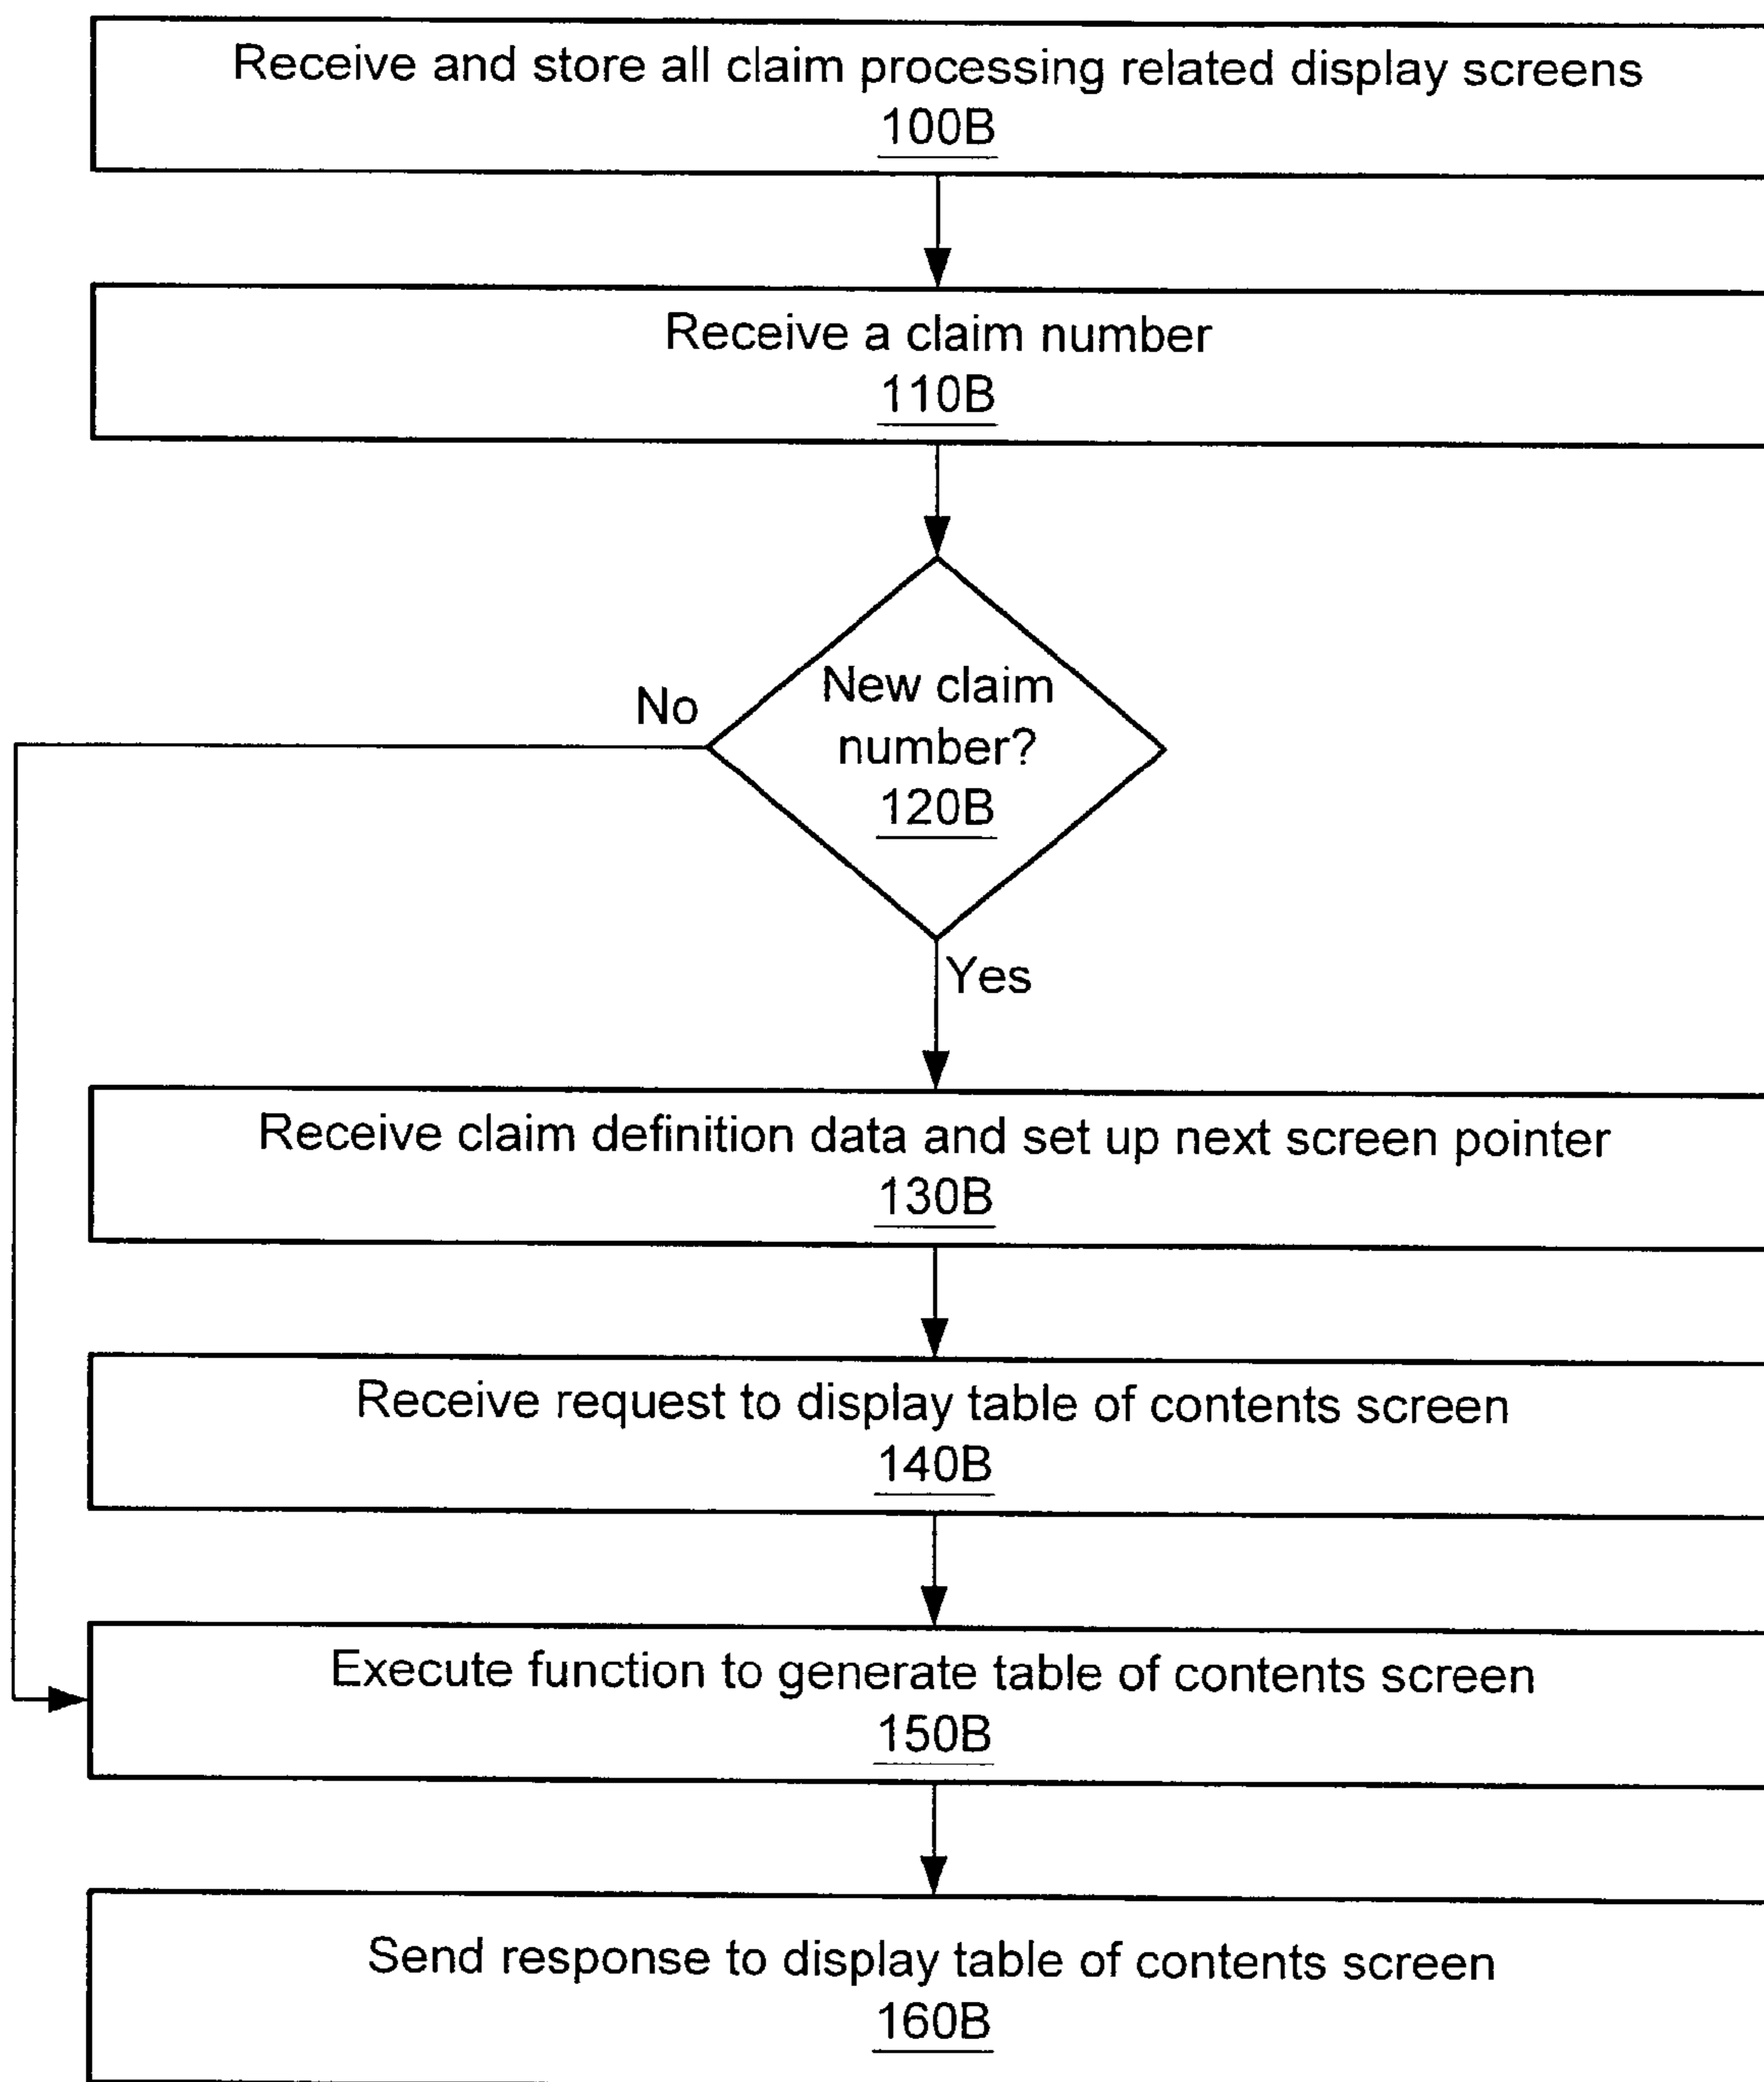 Receive and store all claim processing related display screens
100B
Receive a claim number
110B
New claim
number?
120B
No
Yes
Receive claim definition data and set up next screen pointer
130B
Receive request to display table of contents screen
140B
Execute function to generate table of contents screen
150B
Send response to display table of contents screen
160B